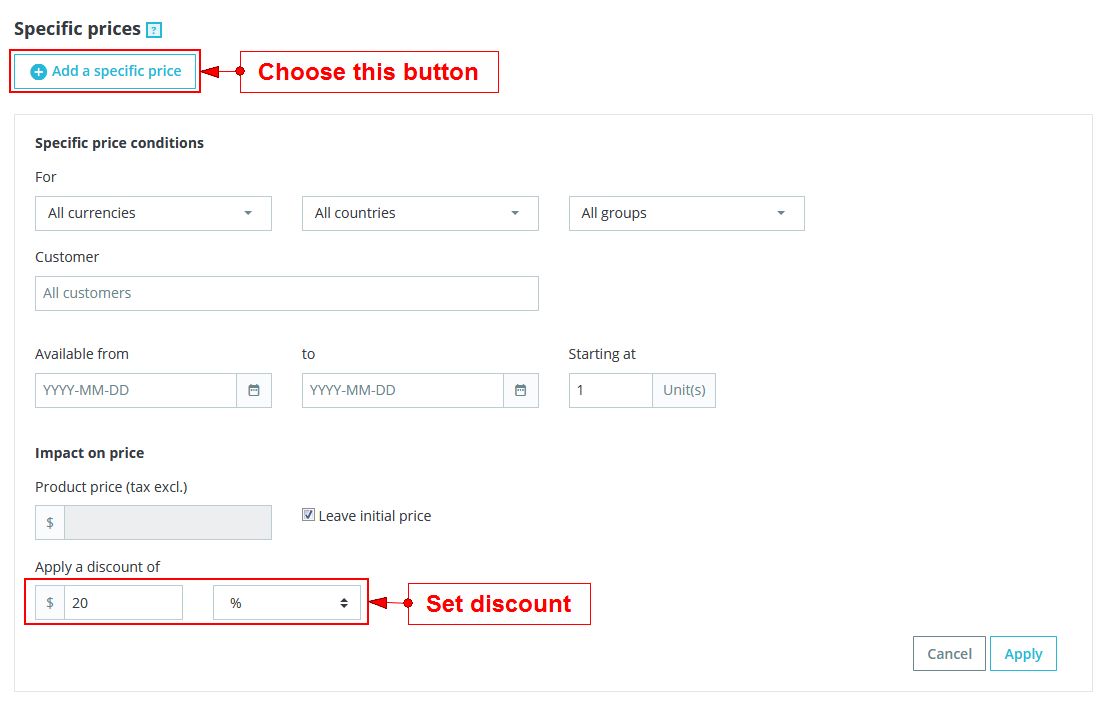 Specific prices ?
Add a specific price
Choose this button
Specific price conditions
For
All currencies All countries All groups
Customer
All customers
Available from to Starting at
YYYY-MM-DD YYYY-MM-DD 1 Unit(s)
Impact on price
Product price (tax excl.)
$ Leave initial price
Apply a discount of
$ 20 % Set discount
Cancel Apply